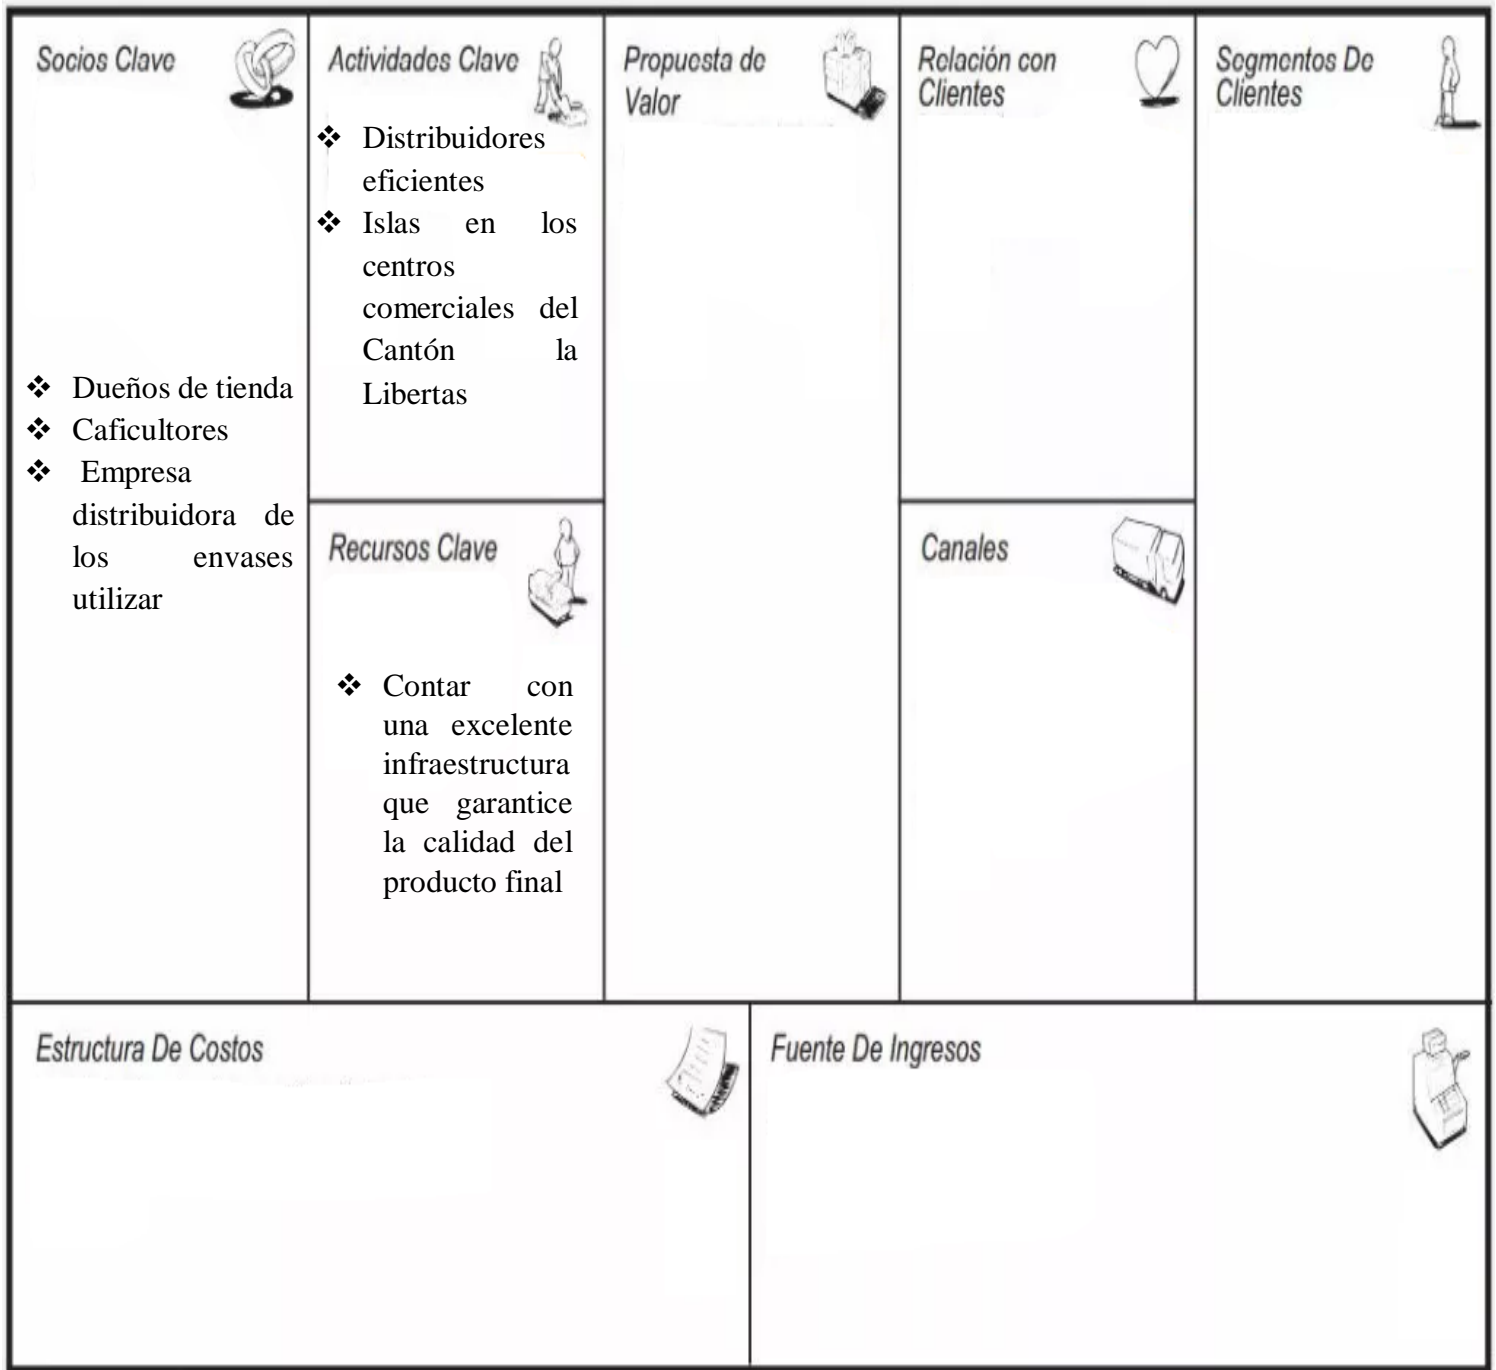 Socios Clave
❖ Dueños de tienda
❖ Caficultores
❖ Empresa
distribuidora de
los envases
utilizar
Actividades Clave
❖ Distribuidores
eficientes
❖ Islas en los
centros
comerciales del
Cantón la
Libertas
Recursos Clave
❖ Contar con
una excelente
infraestructura
que garantice
la calidad del
producto final
Propuesta de
Valor
Relación con
Clientes
Canales
Segmentos De
Clientes
Estructura De Costos
Fuente De Ingresos